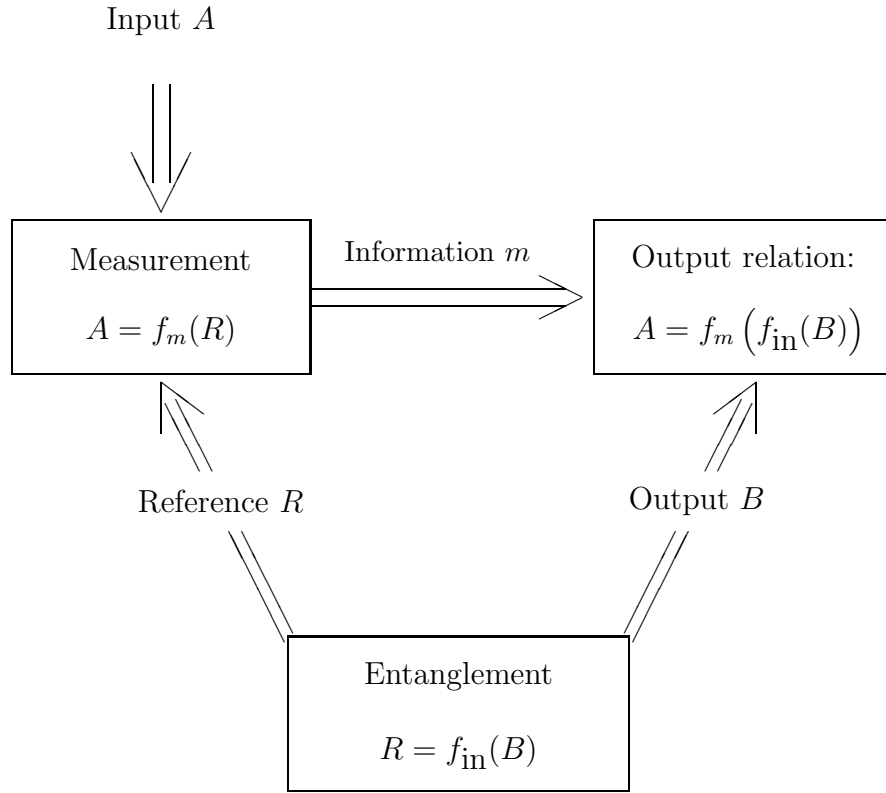 Input A
Measurement
A = f_m(R)
Information m
Output relation:
A = f_m (f_in(B))
Reference R
Output B
Entanglement
R = f_in(B)